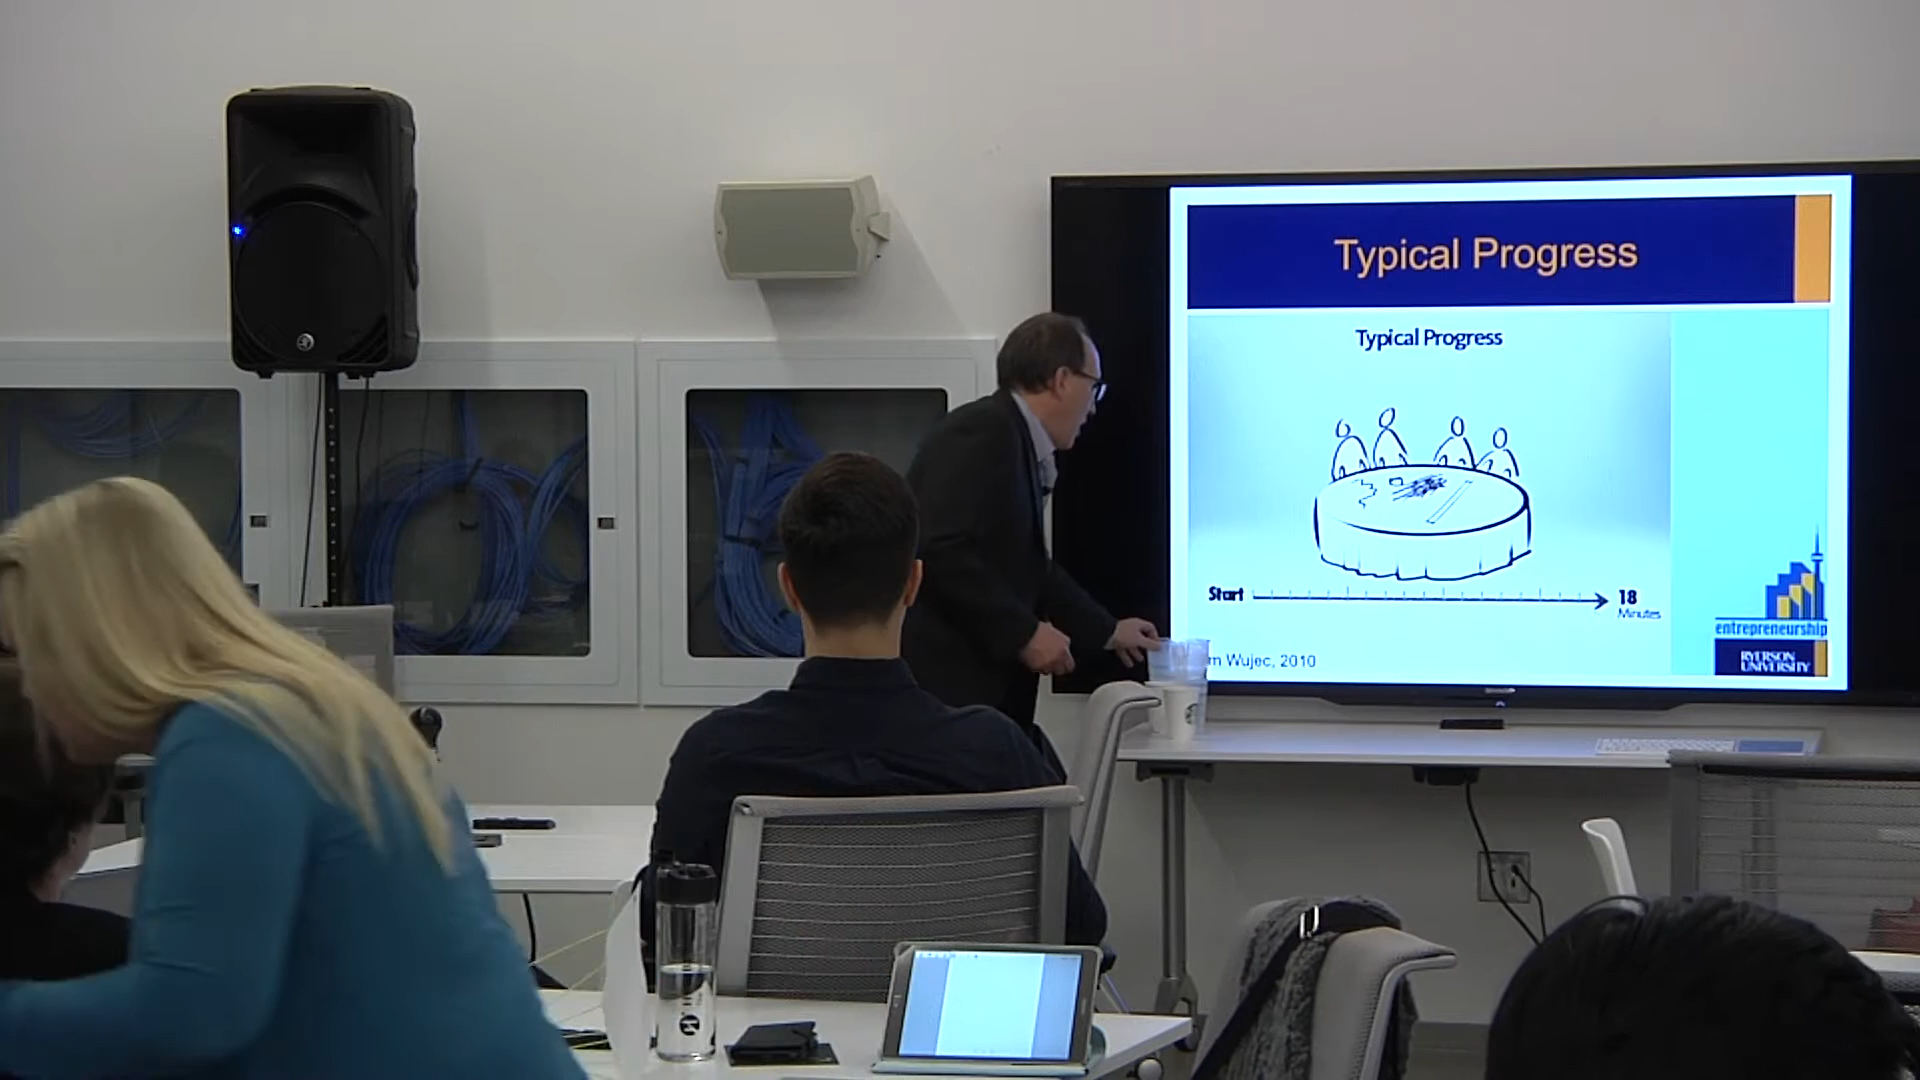 Typical Progress
Typical Progress
Start
18
Minutes
m Wujec, 2010
entrepreneurship
RYERSON
UNIVERSITY